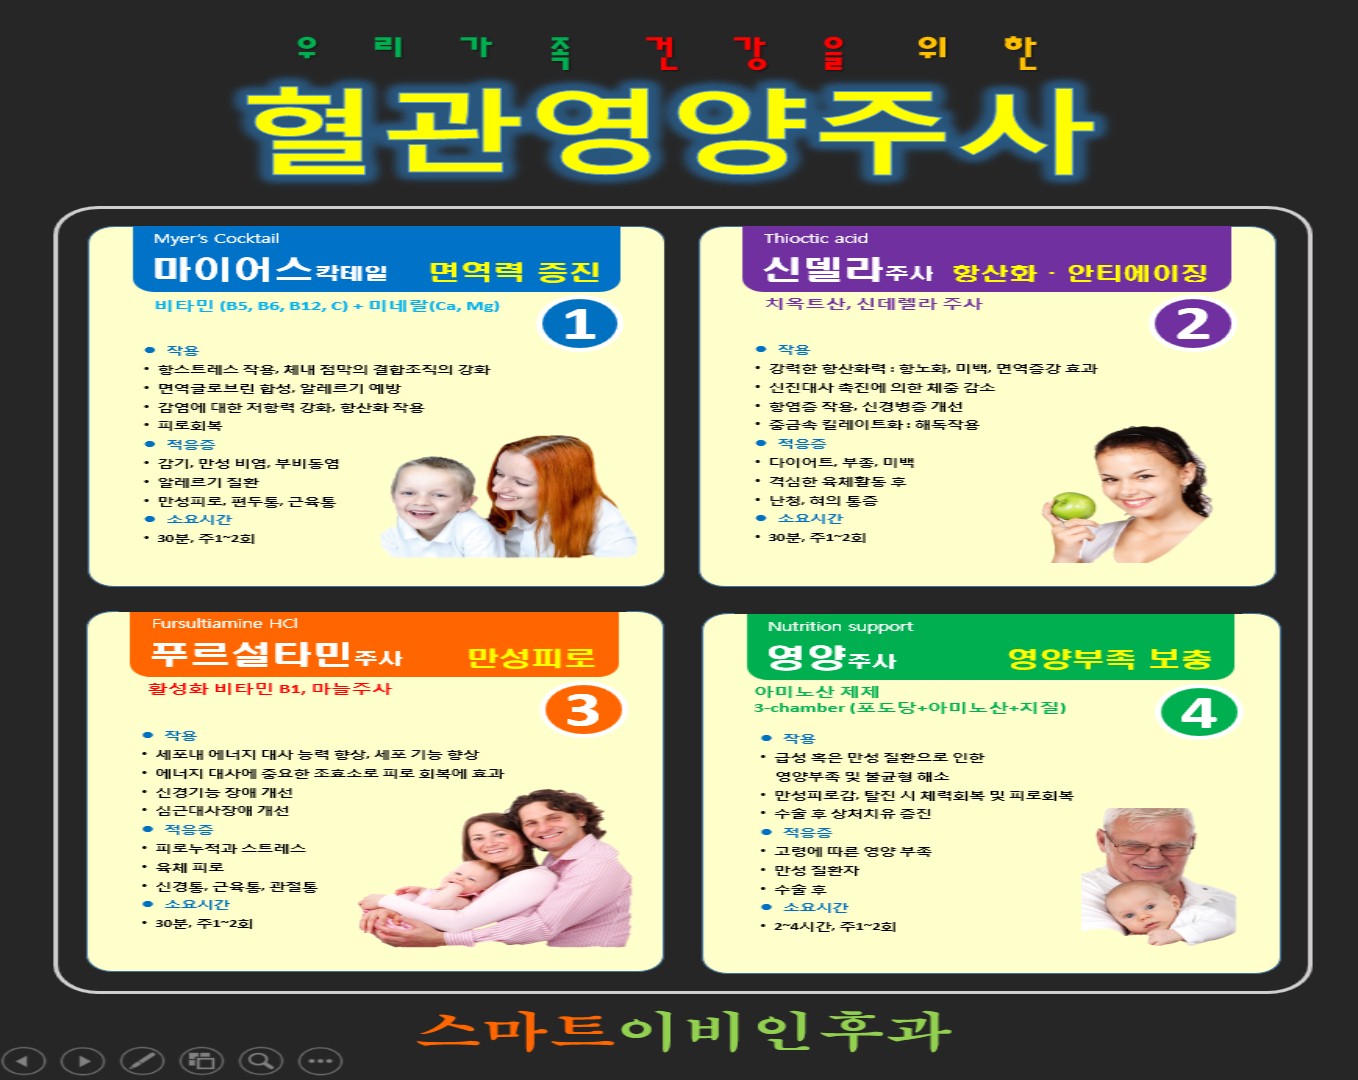 우리가족건강을위한
혈관영양주사
Myer's Cocktail
마이어스칵테일 면역력 증진
비타민 (B5, B6, B12, C) + 미네랄(Ca, Mg)
1
● 작용
• 항스트레스 작용, 체내 점막의 결합조직의 강화
• 면역글로브린 합성, 알레르기 예방
• 감염에 대한 저항력 강화, 항산화 작용
• 피로회복
● 적응증
• 감기, 만성 비염, 부비동염
• 알레르기 질환
• 만성피로, 편두통, 근육통
● 소요시간
• 30분, 주1~2회
Thioctic acid
신델라주사 항산화 · 안티에이징
치옥트산, 신데렐라 주사
2
● 작용
• 강력한 항산화력 : 항노화, 미백, 면역증강 효과
• 신진대사 촉진에 의한 체중 감소
• 항염증 작용, 신경병증 개선
• 중금속 킬레이트화 : 해독작용
● 적응증
• 다이어트, 부종, 미백
• 격심한 육체활동 후
• 난청, 혀의 통증
● 소요시간
• 30분, 주1~2회
Fursultiamine HCl
푸르설타민주사 만성피로
활성화 비타민 B1, 마늘주사
3
● 작용
• 세포내 에너지 대사 능력 향상, 세포 기능 향상
• 에너지 대사에 중요한 조효소로 피로 회복에 효과
• 신경기능 장애 개선
• 심근대사장애 개선
● 적응증
• 피로누적과 스트레스
• 육체 피로
• 신경통, 근육통, 관절통
● 소요시간
• 30분, 주1~2회
Nutrition support
영양주사 영양부족 보충
아미노산 제제
3-chamber (포도당+아미노산+지질)
4
● 작용
• 급성 혹은 만성 질환으로 인한
영양부족 및 불균형 해소
• 만성피로감, 탈진 시 체력회복 및 피로회복
• 수술 후 상처치유 증진
● 적응증
• 고령에 따른 영양 부족
• 만성 질환자
• 수술 후
● 소요시간
• 2~4시간, 주1~2회
스마트이비인후과